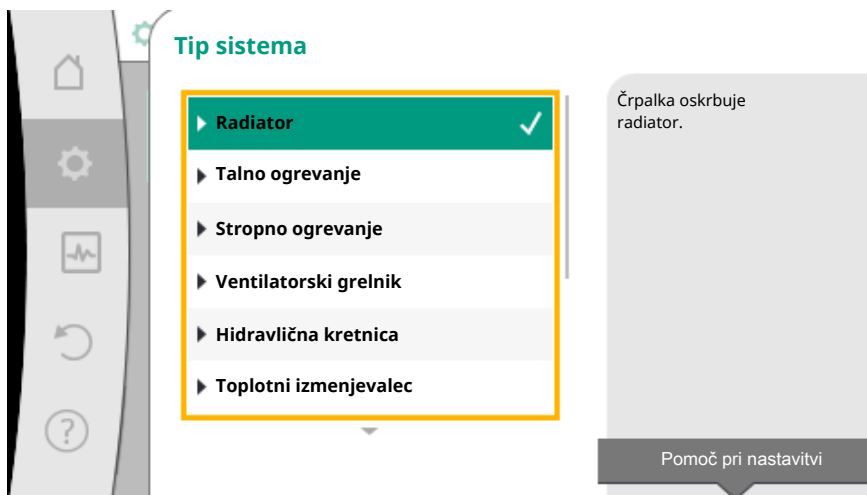 Tip sistema
Radiator
Talno ogrevanje
Stropno ogrevanje
Ventilatorski grelnik
Hidravlična kretnica
Toplotni izmenjevalec
Črpalka oskrbuje
radiator.
Pomoč pri nastavitvi
?